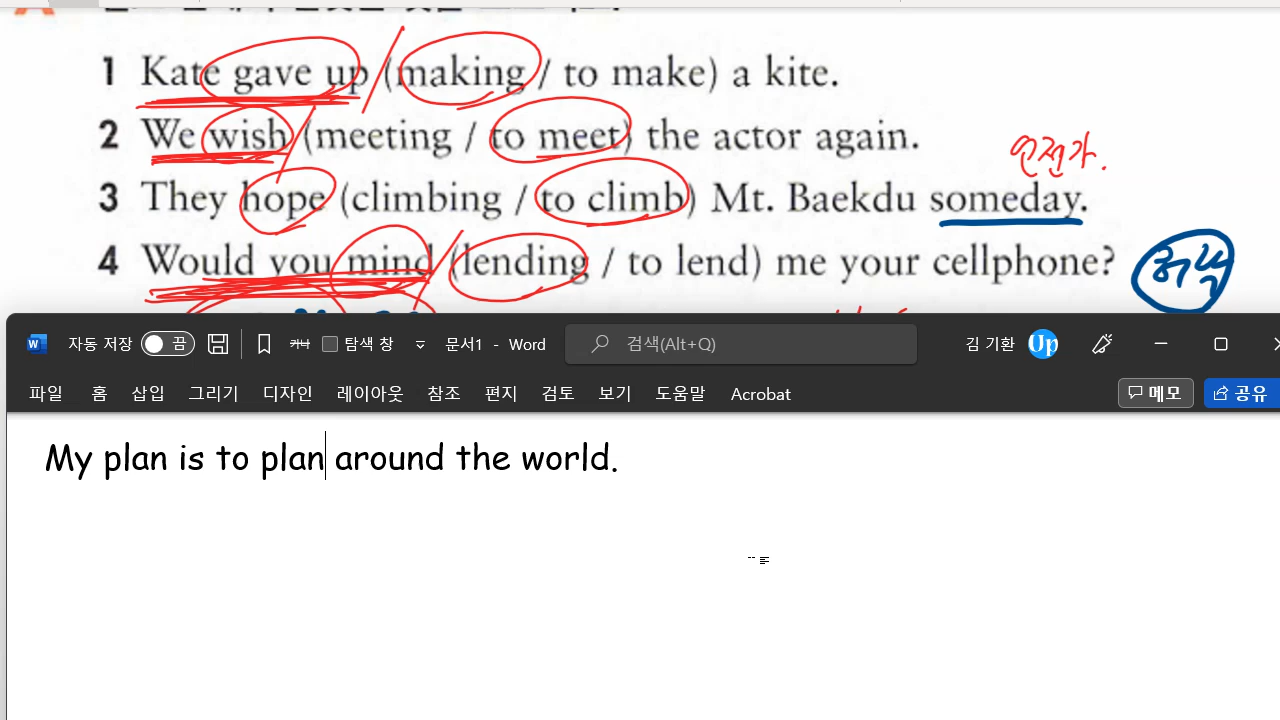 1 Kate gave up (making / to make) a kite.
2 We wish (meeting / to meet) the actor again.
언젠가.
3 They hope (climbing / to climb) Mt. Baekdu someday.
4 Would you mind (lending / to lend) me your cellphone?
허락
자동 저장 끔 가나 탐색 창 문서1 - Word 검색(Alt+Q) 김 기환 Up
파일 홈 삽입 그리기 디자인 레이아웃 참조 편지 검토 보기 도움말 Acrobat 메모 공유
My plan is to plan around the world.